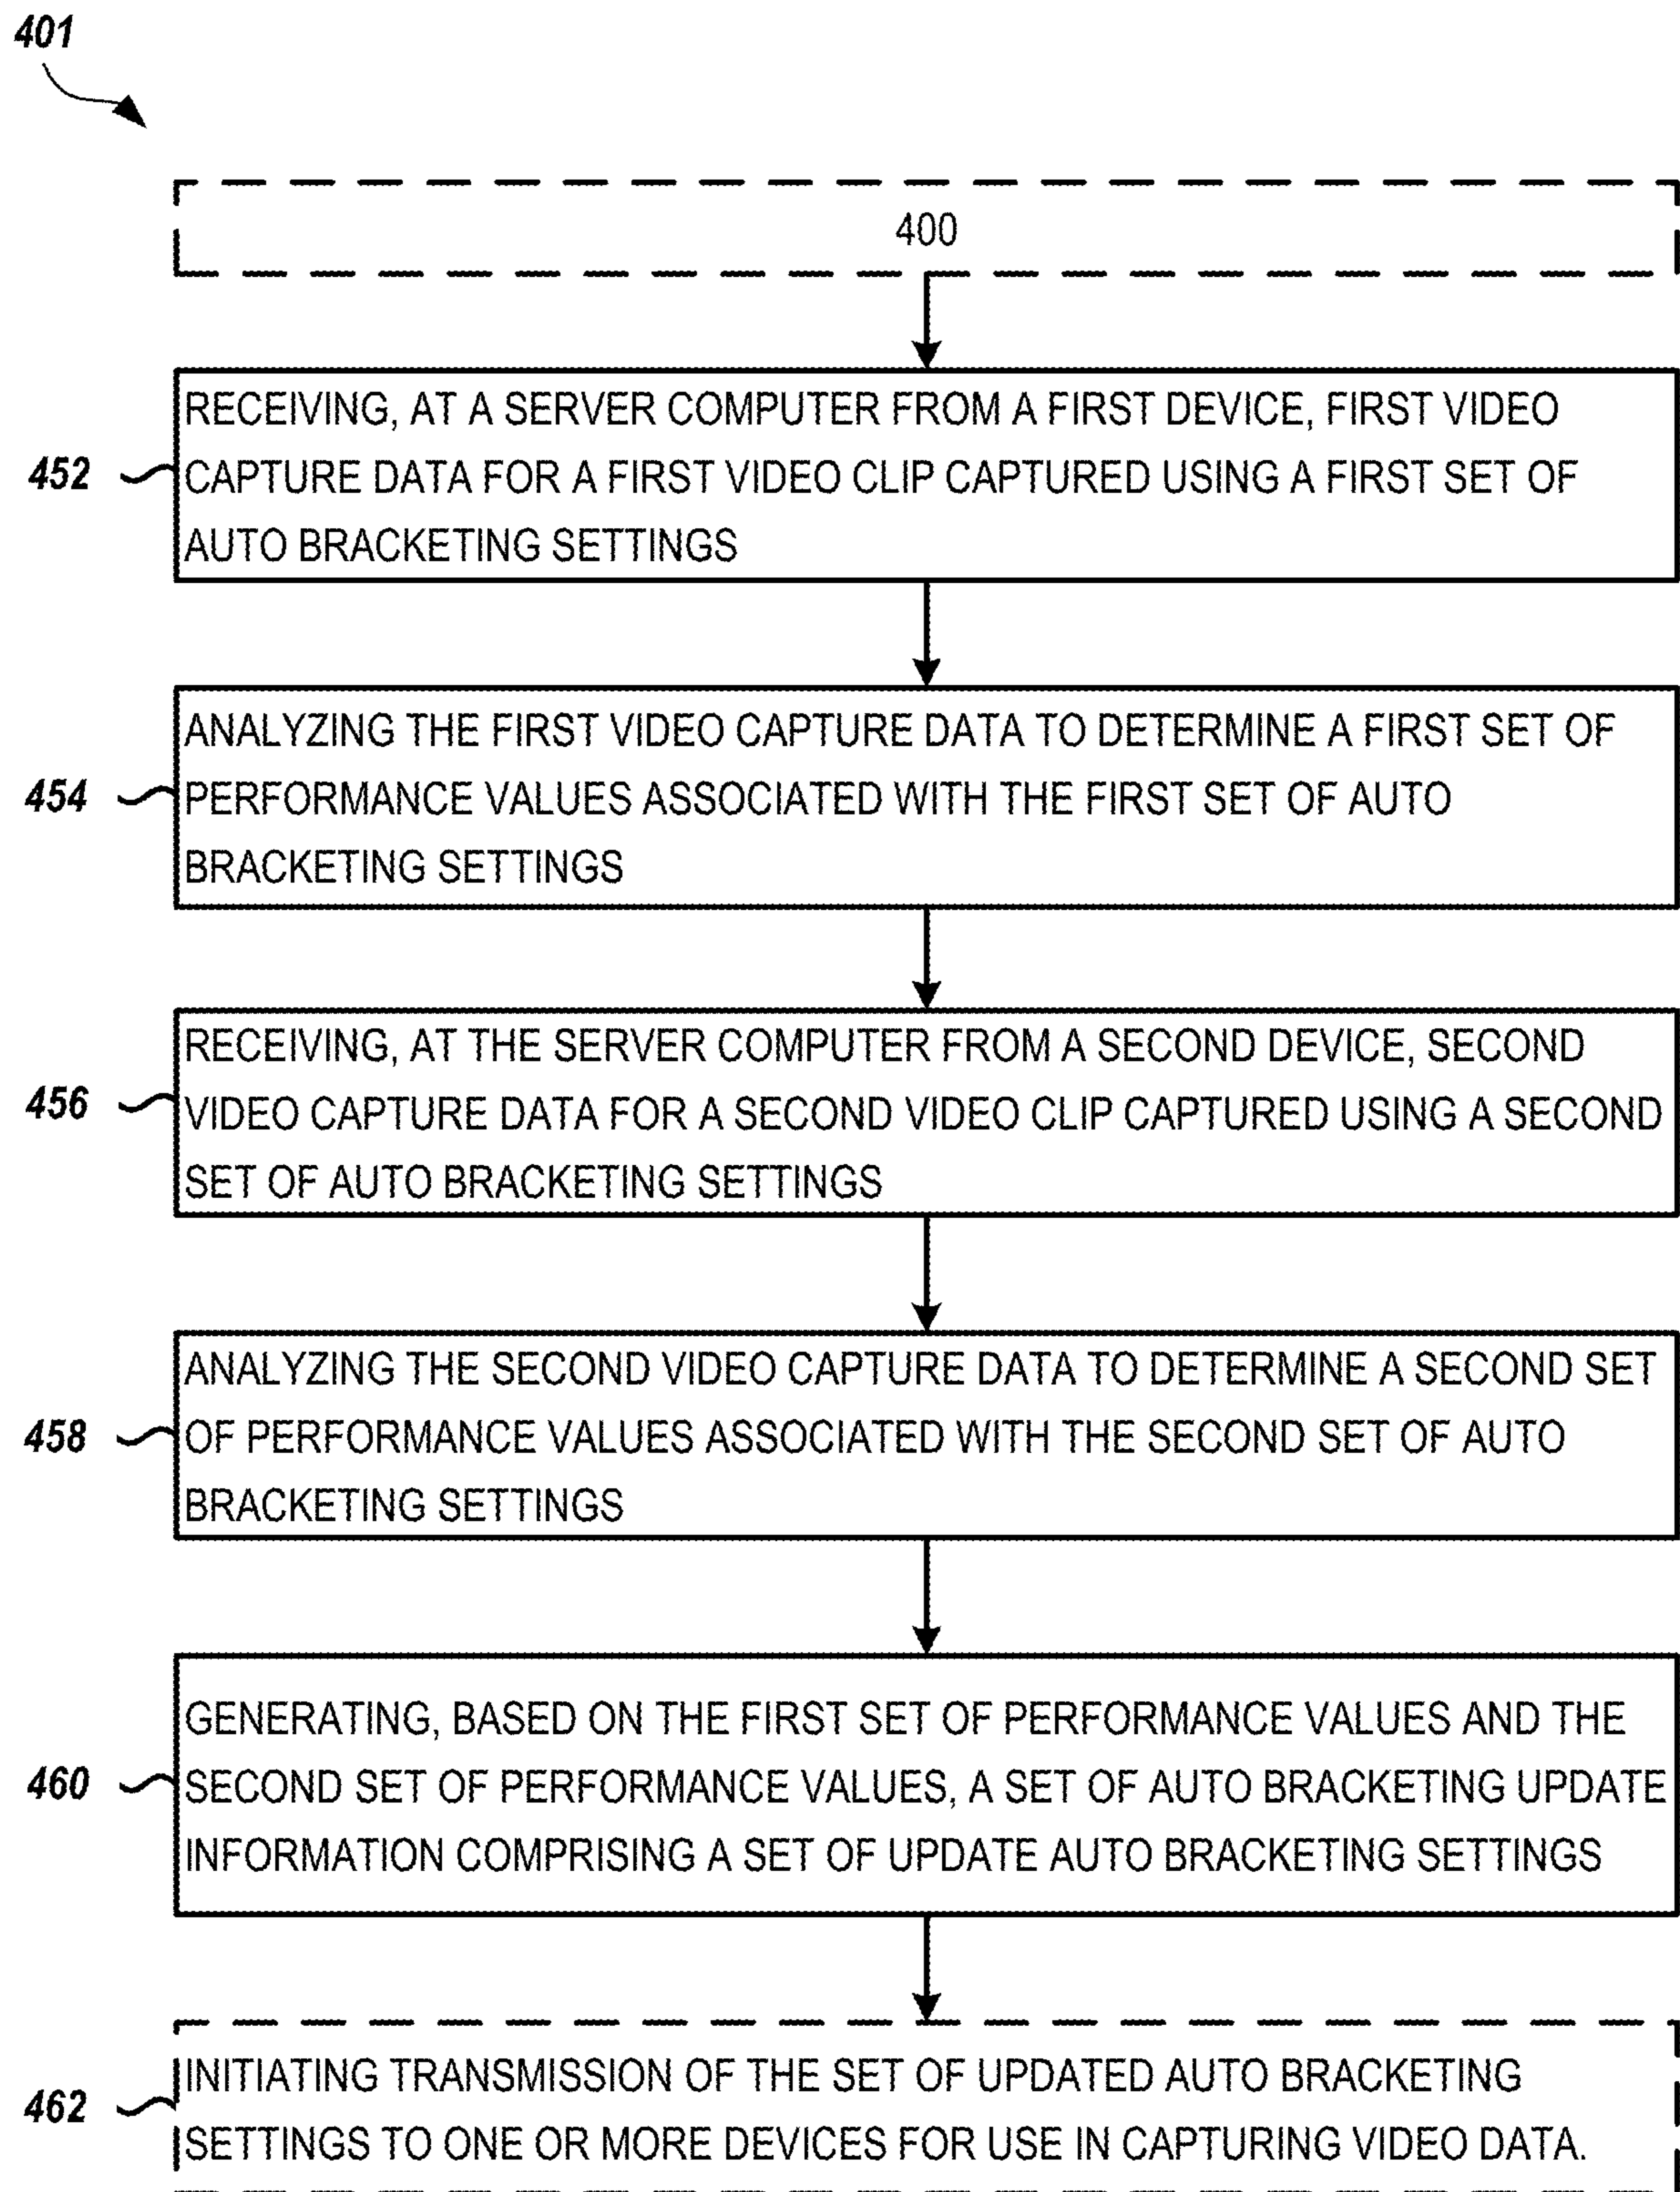 401
400
452
RECEIVING, AT A SERVER COMPUTER FROM A FIRST DEVICE, FIRST VIDEO
CAPTURE DATA FOR A FIRST VIDEO CLIP CAPTURED USING A FIRST SET OF
AUTO BRACKETING SETTINGS
454
ANALYZING THE FIRST VIDEO CAPTURE DATA TO DETERMINE A FIRST SET OF
PERFORMANCE VALUES ASSOCIATED WITH THE FIRST SET OF AUTO
BRACKETING SETTINGS
456
RECEIVING, AT THE SERVER COMPUTER FROM A SECOND DEVICE, SECOND
VIDEO CAPTURE DATA FOR A SECOND VIDEO CLIP CAPTURED USING A SECOND
SET OF AUTO BRACKETING SETTINGS
458
ANALYZING THE SECOND VIDEO CAPTURE DATA TO DETERMINE A SECOND SET
OF PERFORMANCE VALUES ASSOCIATED WITH THE SECOND SET OF AUTO
BRACKETING SETTINGS
460
GENERATING, BASED ON THE FIRST SET OF PERFORMANCE VALUES AND THE
SECOND SET OF PERFORMANCE VALUES, A SET OF AUTO BRACKETING UPDATE
INFORMATION COMPRISING A SET OF UPDATE AUTO BRACKETING SETTINGS
462
INITIATING TRANSMISSION OF THE SET OF UPDATED AUTO BRACKETING
SETTINGS TO ONE OR MORE DEVICES FOR USE IN CAPTURING VIDEO DATA.